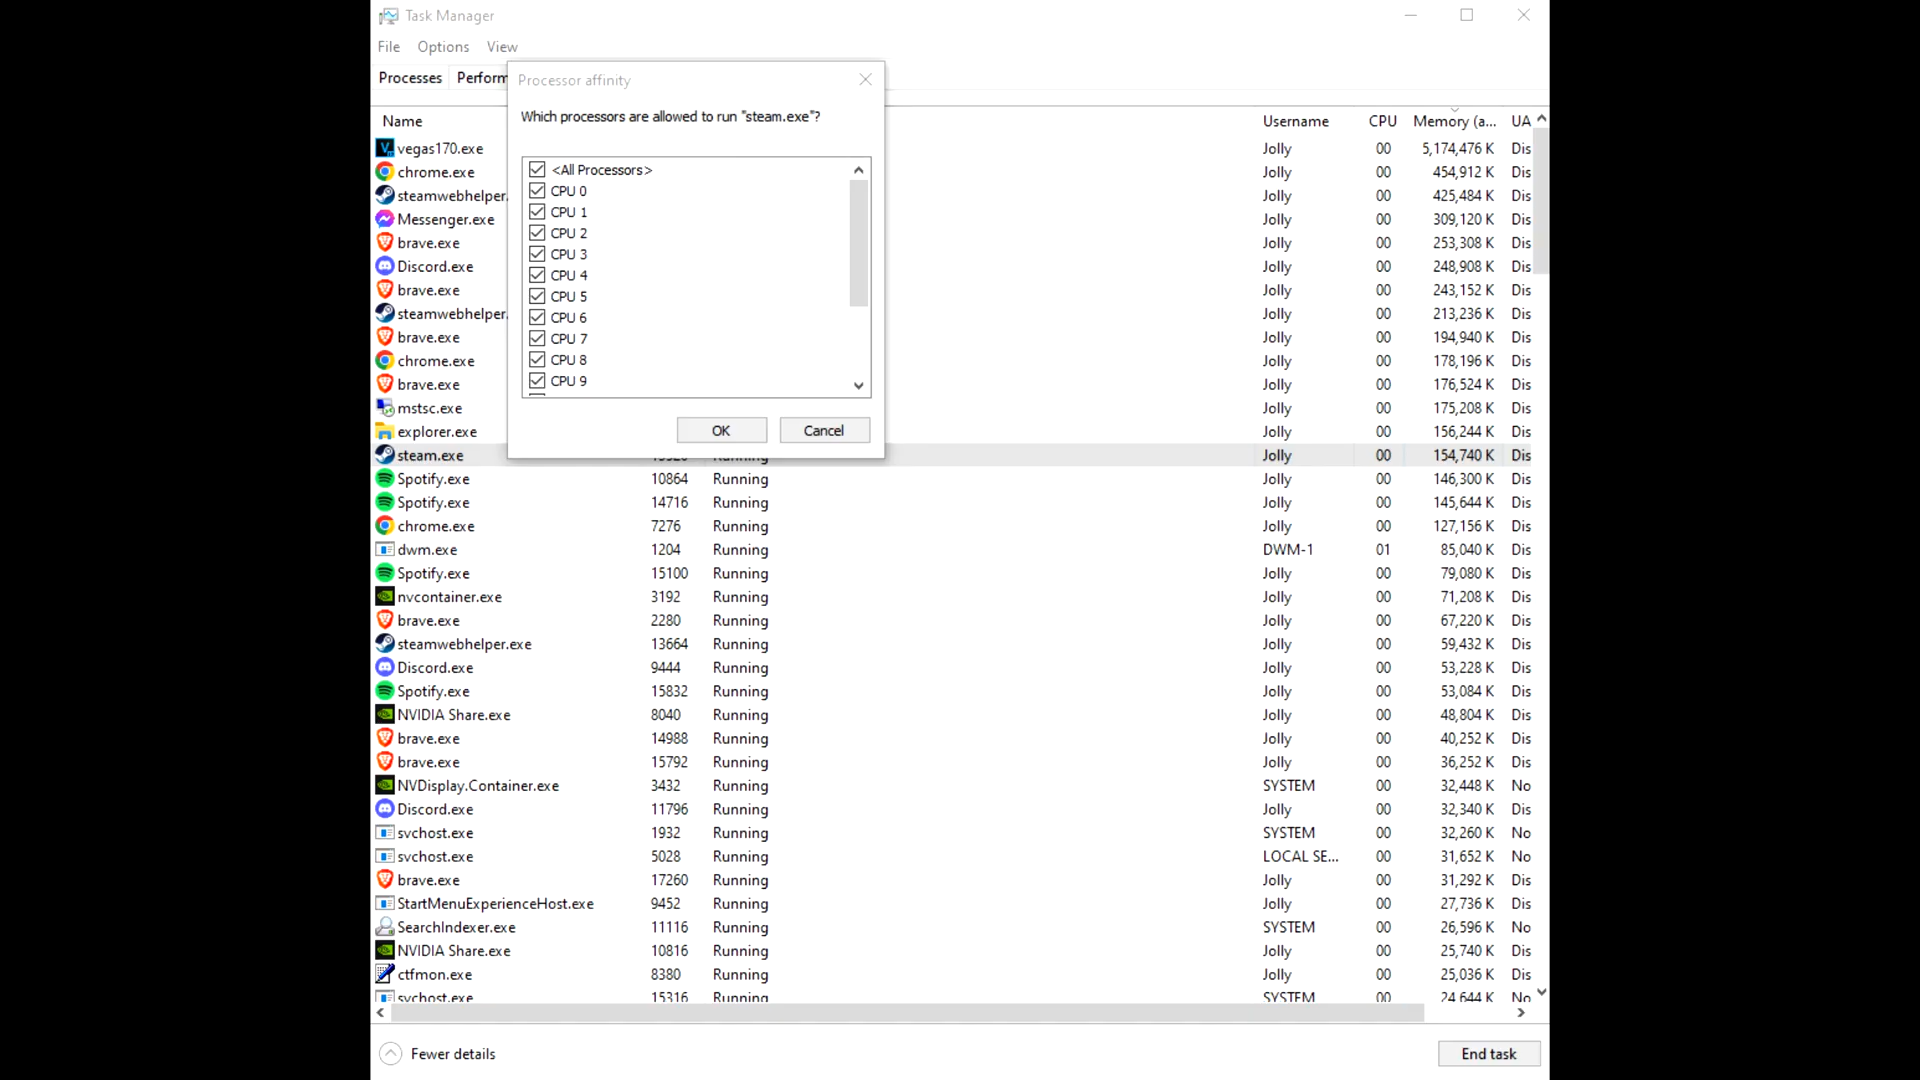 Task Manager
File Options View
Processes Perform
Processor affinity
Which processors are allowed to run "steam.exe"?
<All Processors>
CPU 0
CPU 1
CPU 2
CPU 3
CPU 4
CPU 5
CPU 6
CPU 7
CPU 8
CPU 9
OK Cancel
Name Username CPU Memory (a... UA
vegas170.exe Jolly 00 5,174,476 K Dis
chrome.exe Jolly 00 454,912 K Dis
steamwebhelper. Jolly 00 425,484 K Dis
Messenger.exe Jolly 00 309,120 K Dis
brave.exe Jolly 00 253,308 K Dis
Discord.exe Jolly 00 248,908 K Dis
brave.exe Jolly 00 243,152 K Dis
steamwebhelper. Jolly 00 213,236 K Dis
brave.exe Jolly 00 194,940 K Dis
chrome.exe Jolly 00 178,196 K Dis
brave.exe Jolly 00 176,524 K Dis
mstsc.exe Jolly 00 175,208 K Dis
explorer.exe Jolly 00 156,244 K Dis
steam.exe Running Jolly 00 154,740 K Dis
Spotify.exe 10864 Running Jolly 00 146,300 K Dis
Spotify.exe 14716 Running Jolly 00 145,644 K Dis
chrome.exe 7276 Running Jolly 00 127,156 K Dis
dwm.exe 1204 Running DWM-1 01 85,040 K Dis
Spotify.exe 15100 Running Jolly 00 79,080 K Dis
nvcontainer.exe 3192 Running Jolly 00 71,208 K Dis
brave.exe 2280 Running Jolly 00 67,220 K Dis
steamwebhelper.exe 13664 Running Jolly 00 59,432 K Dis
Discord.exe 9444 Running Jolly 00 53,228 K Dis
Spotify.exe 15832 Running Jolly 00 53,084 K Dis
NVIDIA Share.exe 8040 Running Jolly 00 48,804 K Dis
brave.exe 14988 Running Jolly 00 40,252 K Dis
brave.exe 15792 Running Jolly 00 36,252 K Dis
NVDisplay.Container.exe 3432 Running SYSTEM 00 32,448 K No
Discord.exe 11796 Running Jolly 00 32,340 K Dis
svchost.exe 1932 Running SYSTEM 00 32,260 K No
svchost.exe 5028 Running LOCAL SE... 00 31,652 K No
brave.exe 17260 Running Jolly 00 31,292 K Dis
StartMenuExperienceHost.exe 9452 Running Jolly 00 27,736 K Dis
SearchIndexer.exe 11116 Running SYSTEM 00 26,596 K No
NVIDIA Share.exe 10816 Running Jolly 00 25,740 K Dis
ctfmon.exe 8380 Running Jolly 00 25,036 K Dis
svchost.exe 15316 Running SYSTEM 00 24,644 K No
Fewer details End task